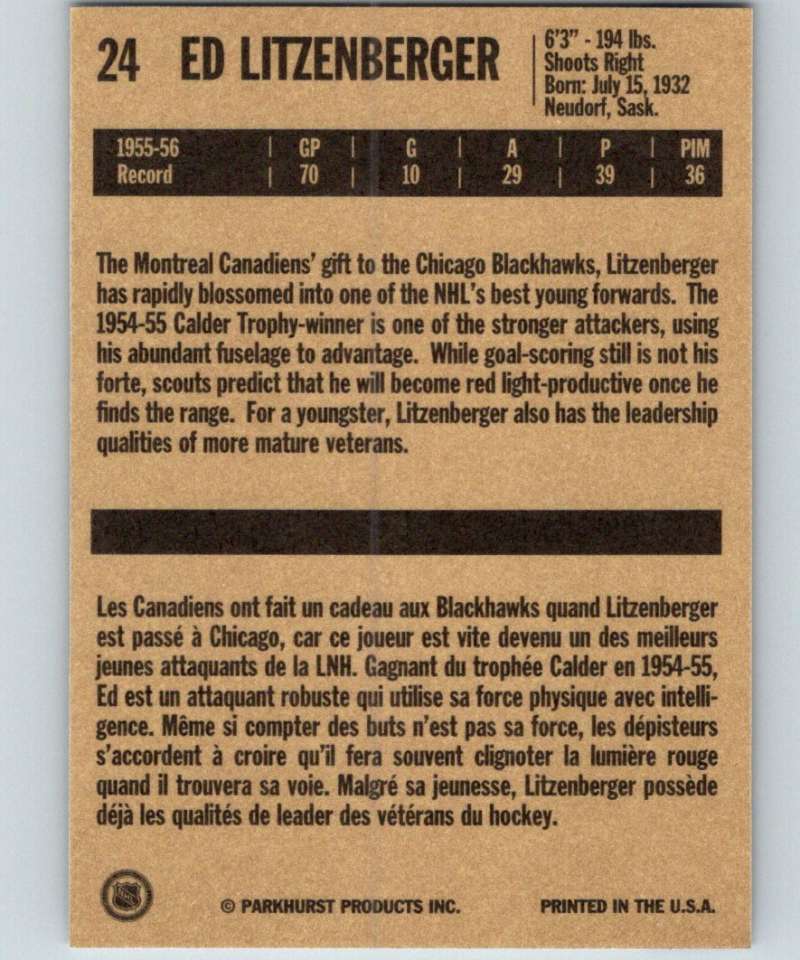 24 ED LITZENBERGER
6'3" - 194 lbs.
Shoots Right
Born: July 15, 1932
Neudorf, Sask.
1955-56 | GP | G | A | P | PIM
Record | 70 | 10 | 29 | 39 | 36
The Montreal Canadiens' gift to the Chicago Blackhawks, Litzenberger
has rapidly blossomed into one of the NHL's best young forwards. The
1954-55 Calder Trophy-winner is one of the stronger attackers, using
his abundant fuselage to advantage. While goal-scoring still is not his
forte, scouts predict that he will become red light-productive once he
finds the range. For a youngster, Litzenberger also has the leadership
qualities of more mature veterans.
Les Canadiens ont fait un cadeau aux Blackhawks quand Litzenberger
est passé à Chicago, car ce joueur est vite devenu un des meilleurs
jeunes attaquants de la LNH. Gagnant du trophée Calder en 1954-55,
Ed est un attaquant robuste qui utilise sa force physique avec intelli-
gence. Même si compter des buts n'est pas sa force, les dépisteurs
s'accordent à croire qu'il fera souvent clignoter la lumière rouge
quand il trouvera sa voie. Malgré sa jeunesse, Litzenberger possède
déjà les qualités de leader des vétérans du hockey.
© PARKHURST PRODUCTS INC. PRINTED IN THE U.S.A.